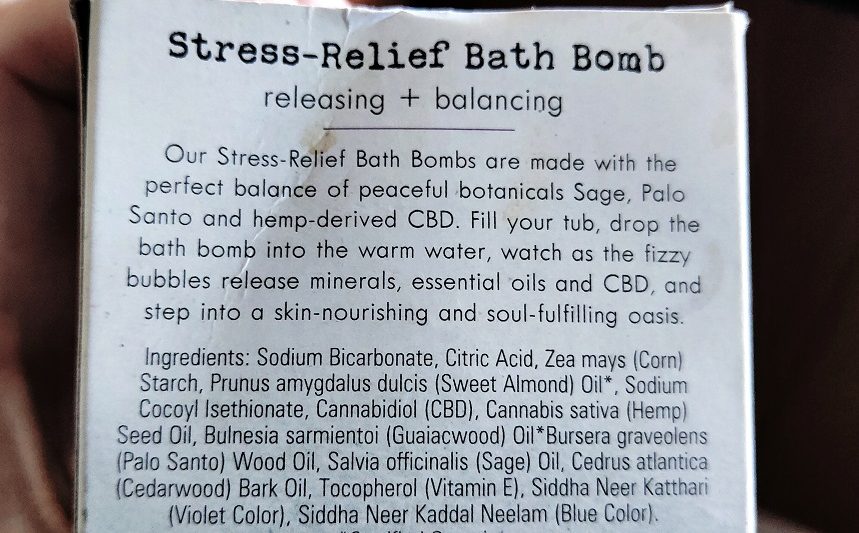 Stress-Relief Bath Bomb
releasing + balancing
Our Stress-Relief Bath Bombs are made with the
perfect balance of peaceful botanicals Sage, Palo
Santo and hemp-derived CBD. Fill your tub, drop the
bath bomb into the warm water, watch as the fizzy
bubbles release minerals, essential oils and CBD, and
step into a skin-nourishing and soul-fulfilling oasis.
Ingredients: Sodium Bicarbonate, Citric Acid, Zea mays (Corn)
Starch, Prunus amygdalus dulcis (Sweet Almond) Oil*, Sodium
Cocoyl Isethionate, Cannabidiol (CBD), Cannabis sativa (Hemp)
Seed Oil, Bulnesia sarmientoi (Guaiacwood) Oil*Bursera graveolens
(Palo Santo) Wood Oil, Salvia officinalis (Sage) Oil, Cedrus atlantica
(Cedarwood) Bark Oil, Tocopherol (Vitamin E), Siddha Neer Katthari
(Violet Color), Siddha Neer Kaddal Neelam (Blue Color).